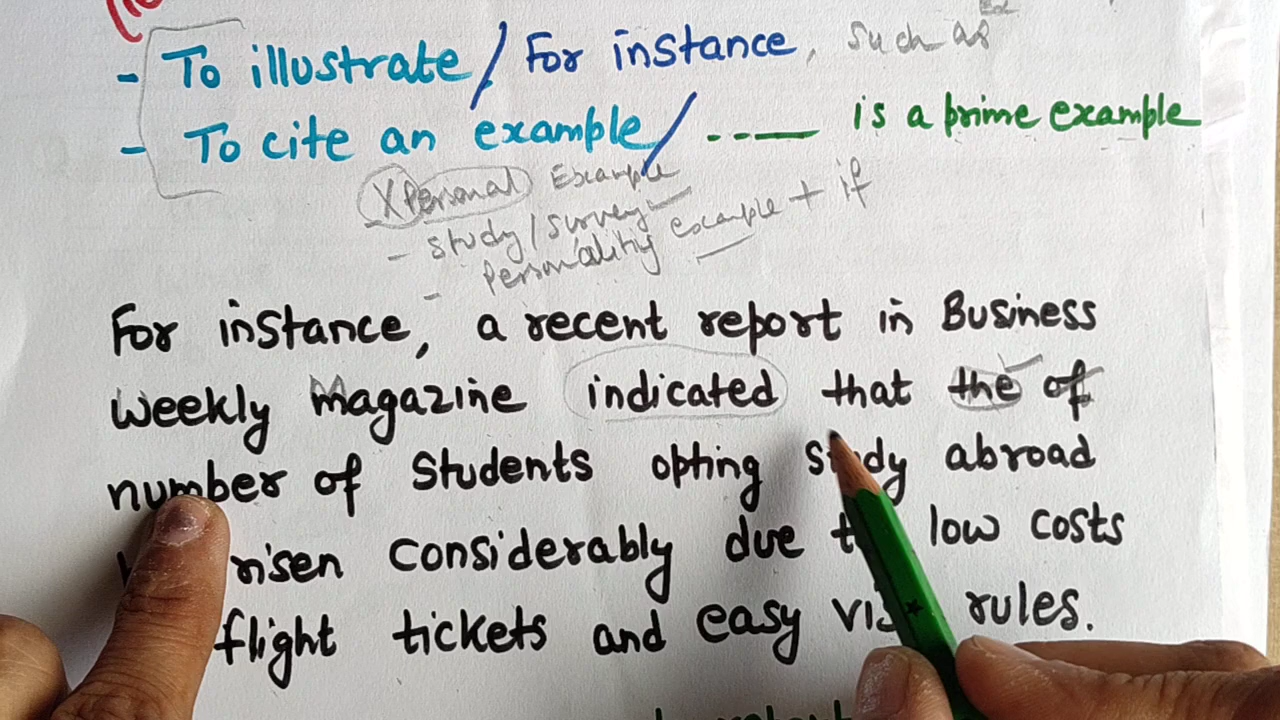 - To illustrate / For instance, such as
- To cite an example / ---- is a prime example
X Personal Example
- study / survey
- Personality example + if
For instance, a recent report in Business
Weekly Magazine indicated that the of
number of students opting study abroad
risen considerably due low costs
flight tickets and easy visa rules.